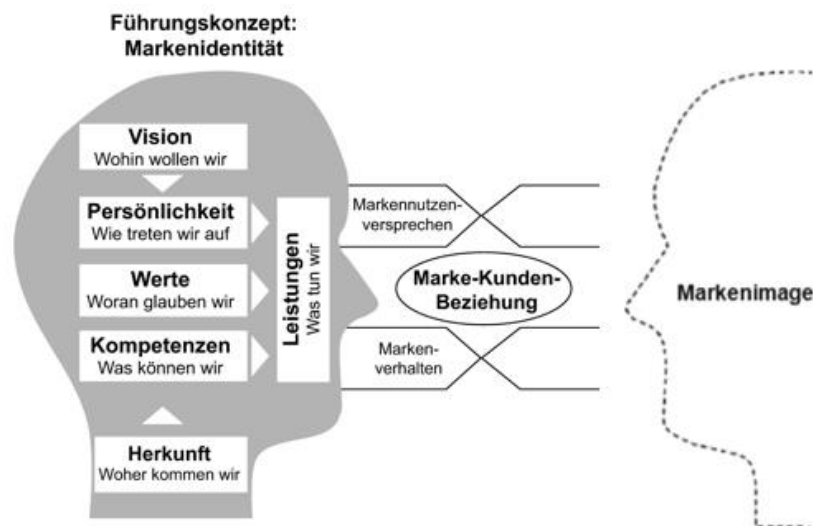 Führungskonzept:
Markenidentität
Vision
Wohin wollen wir
Persönlichkeit
Wie treten wir auf
Werte
Woran glauben wir
Kompetenzen
Was können wir
Herkunft
Woher kommen wir
Leistungen
Was tun wir
Markennutzen-
versprechen
Marke-Kunden-
Beziehung
Marken-
verhalten
Markenimage